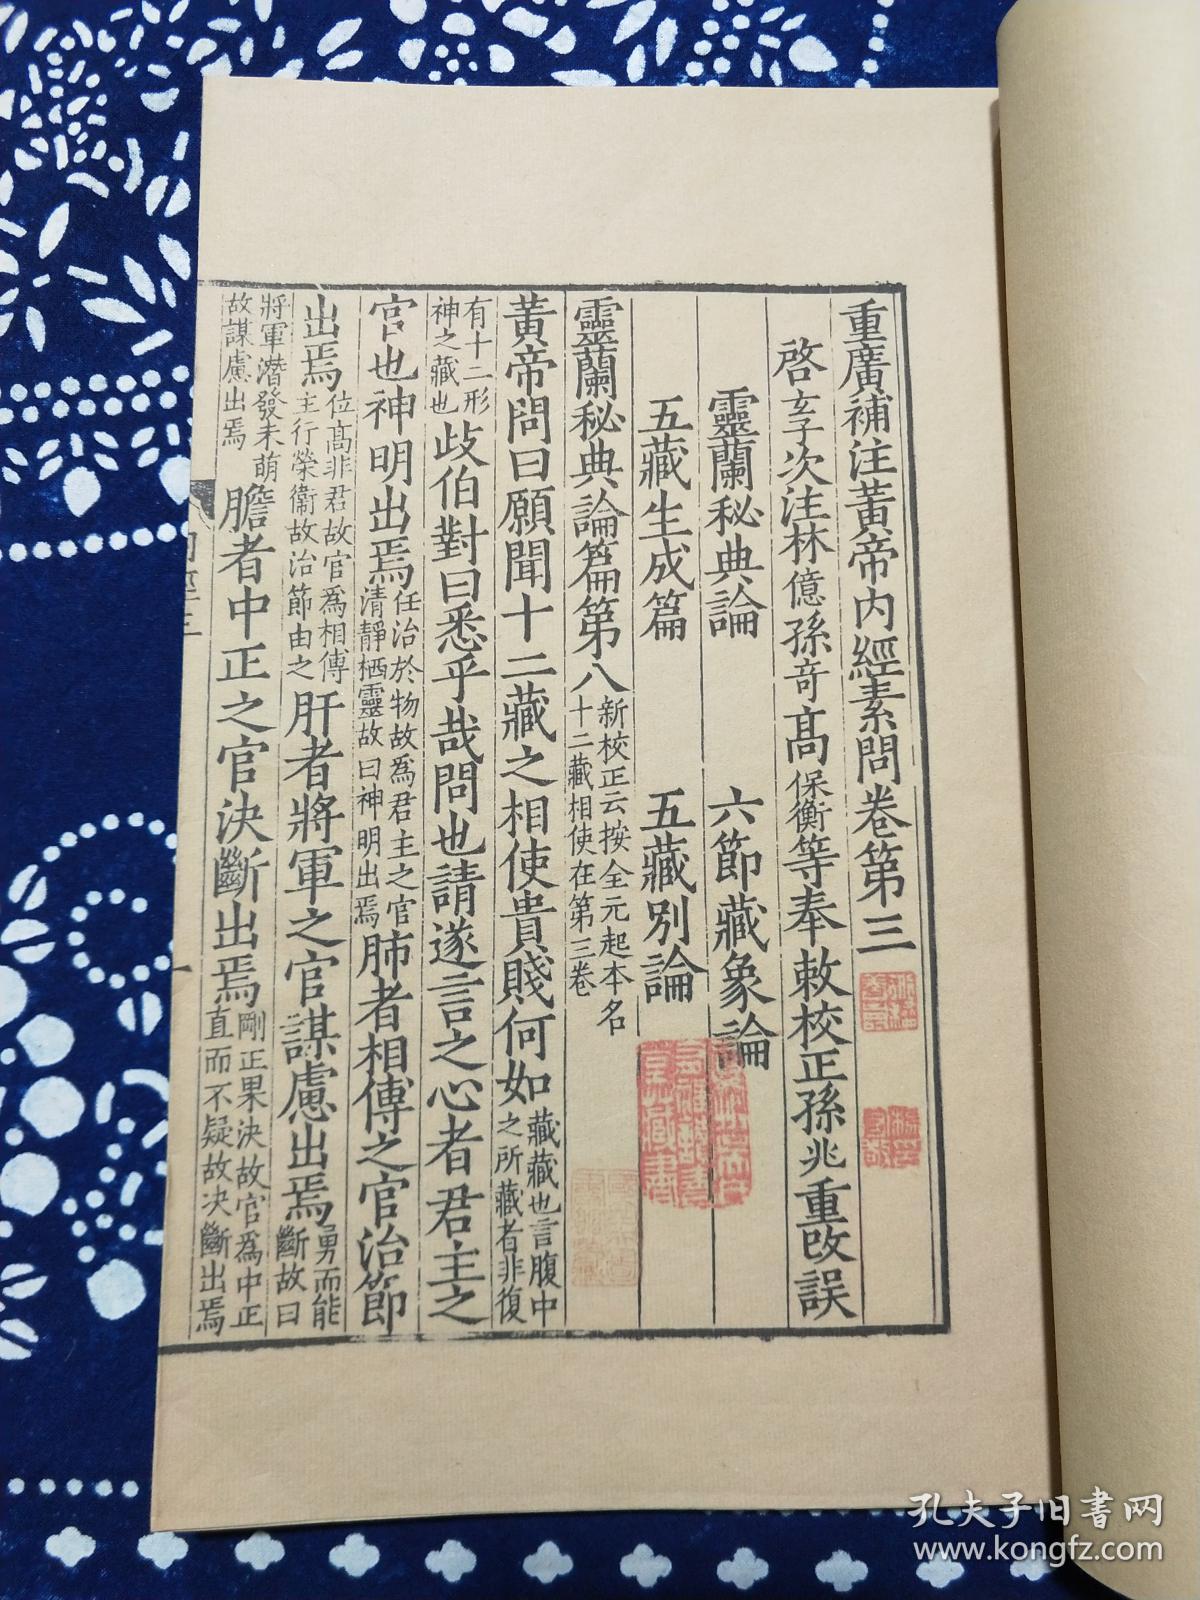 重廣補注黃帝內經素問卷第三
啓玄子次注林億孫竒髙保衡等奉敕校正孫兆重改誤
靈蘭秘典論 六節藏象論
五藏生成篇 五藏別論
靈蘭秘典論篇第八 新校正云按全元起本名十二藏相使在第三卷
黃帝問曰願聞十二藏之相使貴賤何如 藏藏也言腹中之所藏者非復
有十二形神之藏也 歧伯對曰悉乎哉問也請遂言之心者君主之
官也神明出焉 任治於物故爲君主之官清靜栖靈故曰神明出焉 肺者相傅之官治節
出焉 位髙非君故官爲相傅主行榮衞故治節由之 肝者將軍之官謀慮出焉 勇而能斷故曰
將軍潛發未萌故謀慮出焉 膽者中正之官決斷出焉 剛正果決故官爲中正直而不疑故決斷出焉
孔夫子旧书网
www.kongfz.com